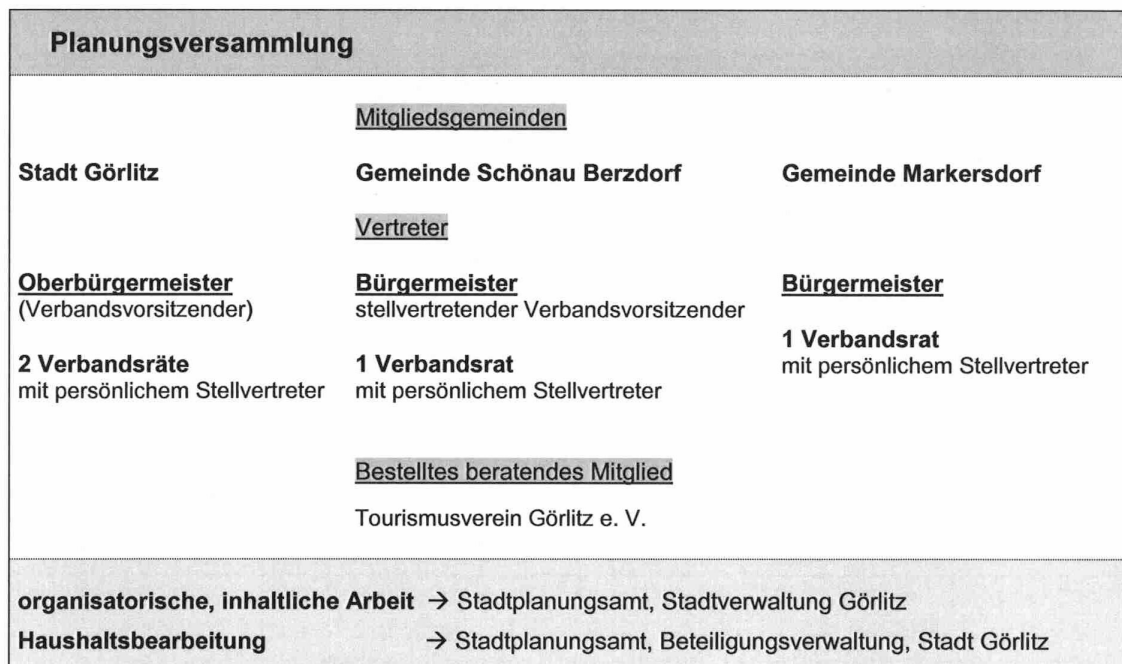 Planungsversammlung
Mitgliedsgemeinden
Stadt Görlitz Gemeinde Schönau Berzdorf Gemeinde Markersdorf
Vertreter
Oberbürgermeister
(Verbandsvorsitzender)
2 Verbandsräte
mit persönlichem Stellvertreter
Bürgermeister
stellvertretender Verbandsvorsitzender
1 Verbandsrat
mit persönlichem Stellvertreter
Bürgermeister
1 Verbandsrat
mit persönlichem Stellvertreter
Bestelltes beratendes Mitglied
Tourismusverein Görlitz e. V.
organisatorische, inhaltliche Arbeit → Stadtplanungsamt, Stadtverwaltung Görlitz
Haushaltsbearbeitung → Stadtplanungsamt, Beteiligungsverwaltung, Stadt Görlitz